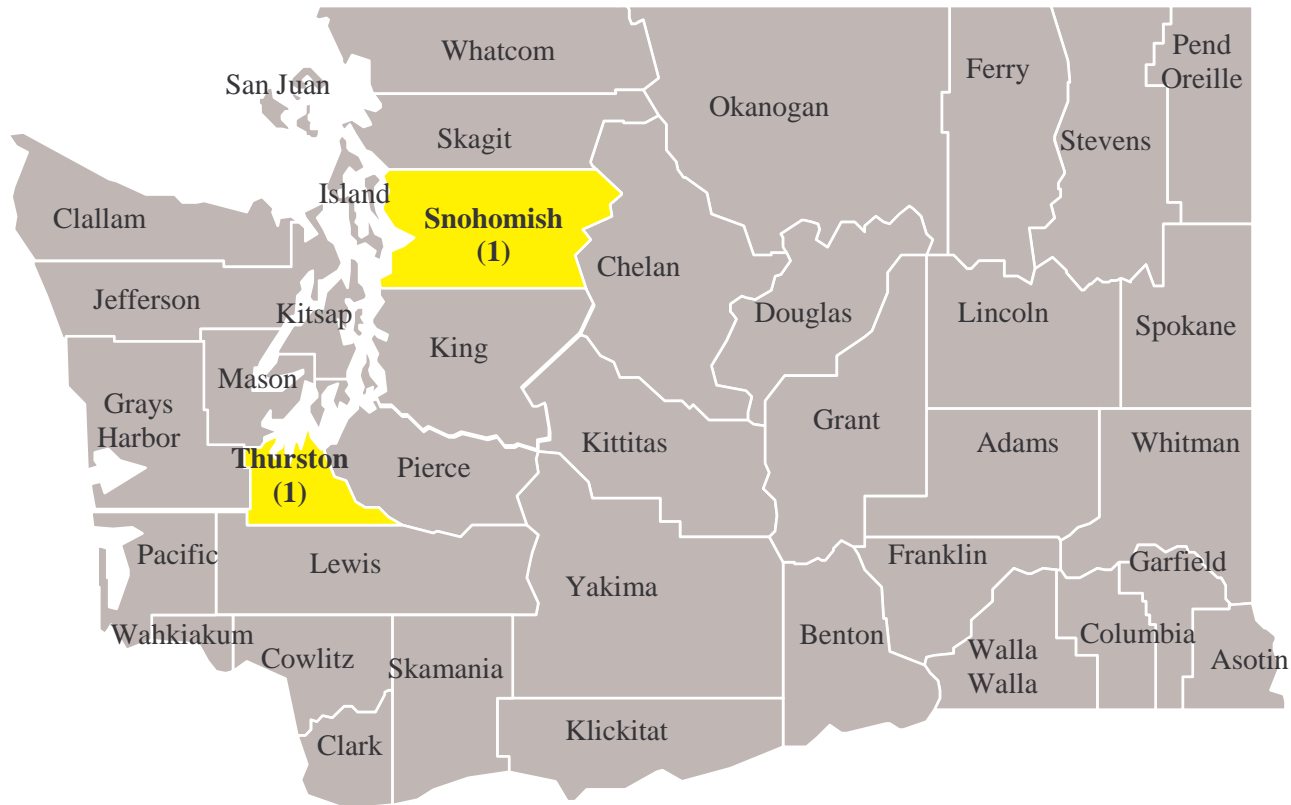 Whatcom
Pend
Oreille
Ferry
San Juan
Okanogan
Skagit
Stevens
Island
Clallam
Snohomish
(1)
Chelan
Jefferson
Kitsap
Douglas
Lincoln
Spokane
King
Mason
Grays
Harbor
Grant
Kittitas
Adams
Whitman
Thurston
(1)
Pierce
Pacific
Lewis
Franklin
Garfield
Yakima
Wahkiakum
Cowlitz
Skamania
Benton
Walla
Walla
Columbia
Asotin
Klickitat
Clark